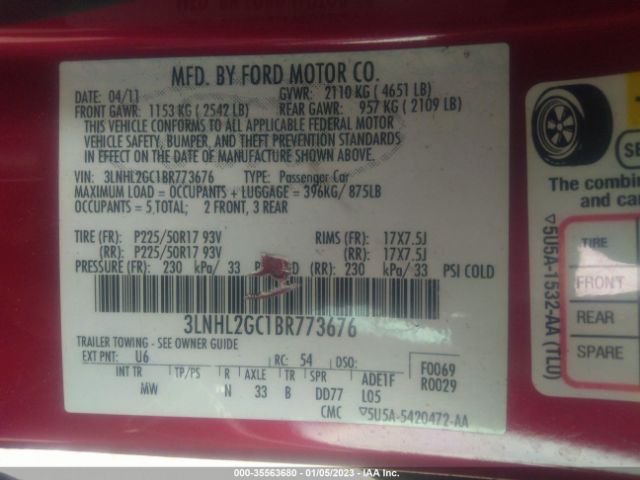 MFD. BY FORD MOTOR CO.
DATE: 04/11 GVWR: 2110 KG ( 4651 LB)
FRONT GAWR: 1153 KG ( 2542 LB) REAR GAWR: 957 KG ( 2109 LB)
THIS VEHICLE CONFORMS TO ALL APPLICABLE FEDERAL MOTOR
VEHICLE SAFETY, BUMPER, AND THEFT PREVENTION STANDARDS
IN EFFECT ON THE DATE OF MANUFACTURE SHOWN ABOVE.
VIN: 3LNHL2GC1BR773676 TYPE: Passenger Car
MAXIMUM LOAD = OCCUPANTS + LUGGAGE = 396KG/ 875LB
OCCUPANTS = 5 TOTAL; 2 FRONT, 3 REAR
TIRE (FR): P225/50R17 93V RIMS (FR): 17X7.5J
(RR): P225/50R17 93V (RR): 17X7.5J
PRESSURE (FR): 230 kPa/ 33 (RR): 230 kPa/ 33 PSI COLD
3LNHL2GC1BR773676
TRAILER TOWING - SEE OWNER GUIDE
EXT PNT: U6 RC: 54 DSO: F0069
INT TR TP/PS R AXLE TR SPR ADE1F R0029
MW N 33 B DD77 L05
CMC ▽5U5A-5420472-AA
SE
The combin
and car
TIRE
FRONT
REAR
SPARE
▽5U5A-1532-AA (TL0)
000-35563680 - 01/05/2023 - IAA Inc.